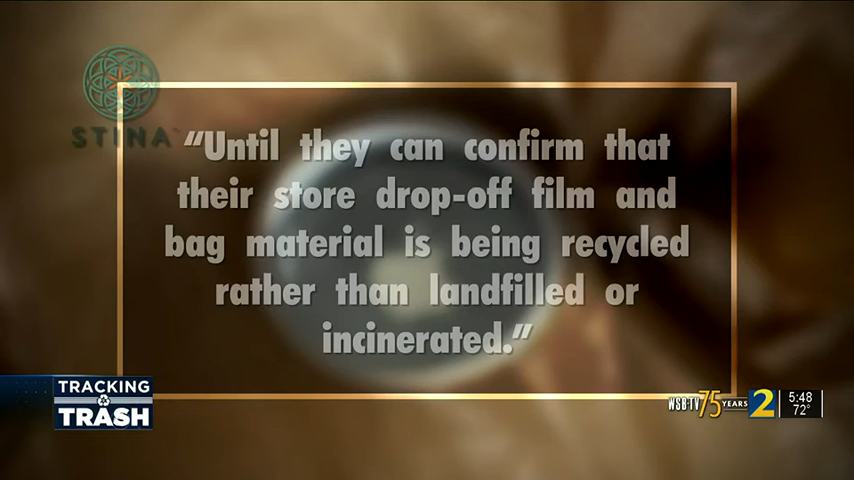 STINA
“Until they can confirm that
their store drop-off film and
bag material is being recycled
rather than landfilled or
incinerated.”
TRACKING
TRASH
WSB-TV 75 YEARS 2
5:48
72°